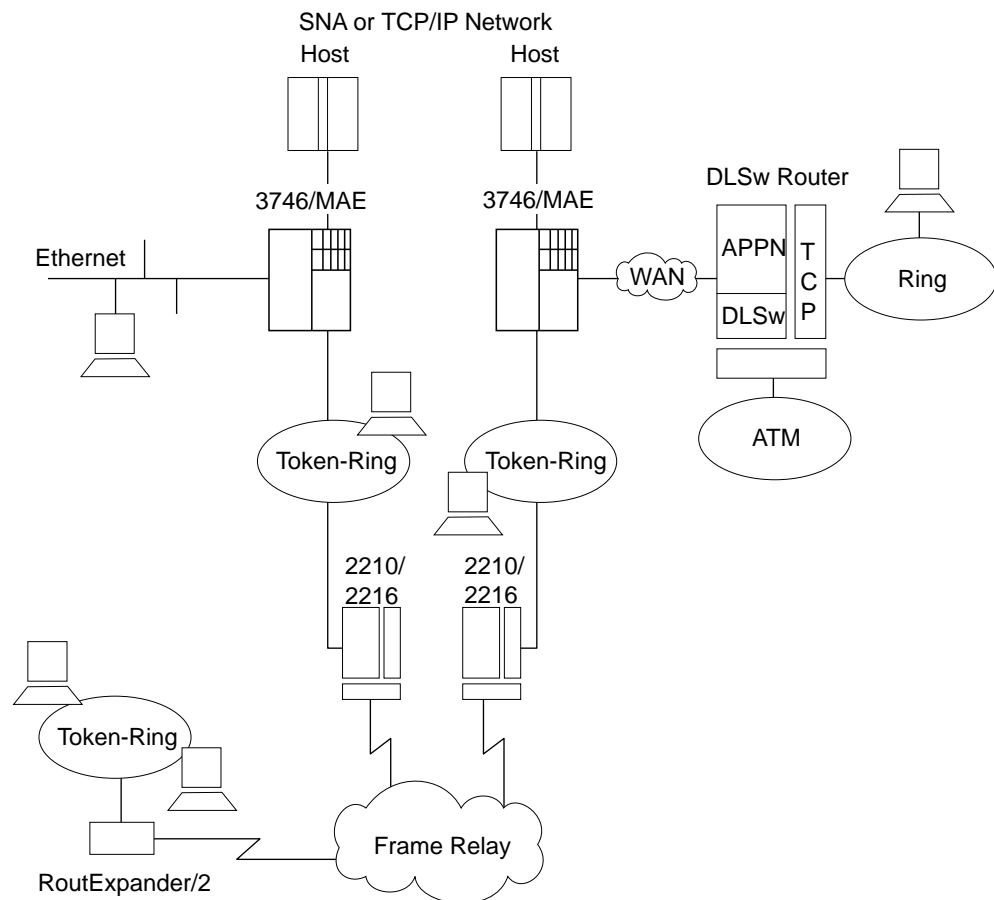 SNA or TCP/IP Network
Host
Host
3746/MAE
3746/MAE
DLSw Router
Ethernet
WAN
APPN
DLSw
T
C
P
Ring
ATM
Token-Ring
Token-Ring
2210/
2216
2210/
2216
Token-Ring
Frame Relay
RoutExpander/2